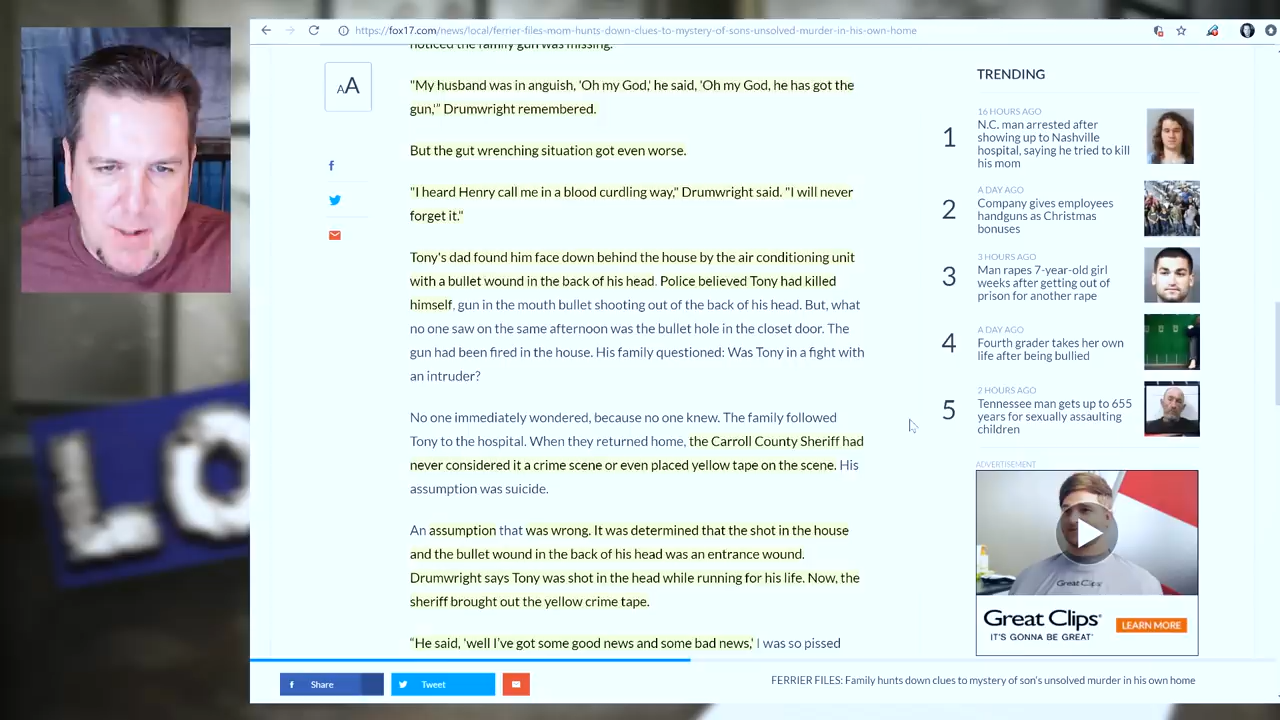 https://fox17.com/news/local/ferrier-files-mom-hunts-down-clues-to-mystery-of-sons-unsolved-murder-in-his-own-home
noticed the family gun was missing.
AA
"My husband was in anguish, 'Oh my God,' he said, 'Oh my God, he has got the
gun,'" Drumwright remembered.
But the gut wrenching situation got even worse.
"I heard Henry call me in a blood curdling way," Drumwright said. "I will never
forget it."
Tony's dad found him face down behind the house by the air conditioning unit
with a bullet wound in the back of his head. Police believed Tony had killed
himself, gun in the mouth bullet shooting out of the back of his head. But, what
no one saw on the same afternoon was the bullet hole in the closet door. The
gun had been fired in the house. His family questioned: Was Tony in a fight with
an intruder?
No one immediately wondered, because no one knew. The family followed
Tony to the hospital. When they returned home, the Carroll County Sheriff had
never considered it a crime scene or even placed yellow tape on the scene. His
assumption was suicide.
An assumption that was wrong. It was determined that the shot in the house
and the bullet wound in the back of his head was an entrance wound.
Drumwright says Tony was shot in the head while running for his life. Now, the
sheriff brought out the yellow crime tape.
“He said, 'well I've got some good news and some bad news,' I was so pissed
TRENDING
1
16 HOURS AGO
N.C. man arrested after
showing up to Nashville
hospital, saying he tried to kill
his mom
2
A DAY AGO
Company gives employees
handguns as Christmas
bonuses
3
3 HOURS AGO
Man rapes 7-year-old girl
weeks after getting out of
prison for another rape
4
A DAY AGO
Fourth grader takes her own
life after being bullied
5
2 HOURS AGO
Tennessee man gets up to 655
years for sexually assaulting
children
ADVERTISEMENT
Great Clips
Great Clips®
IT'S GONNA BE GREAT®
LEARN MORE
Share
Tweet
FERRIER FILES: Family hunts down clues to mystery of son's unsolved murder in his own home
LO